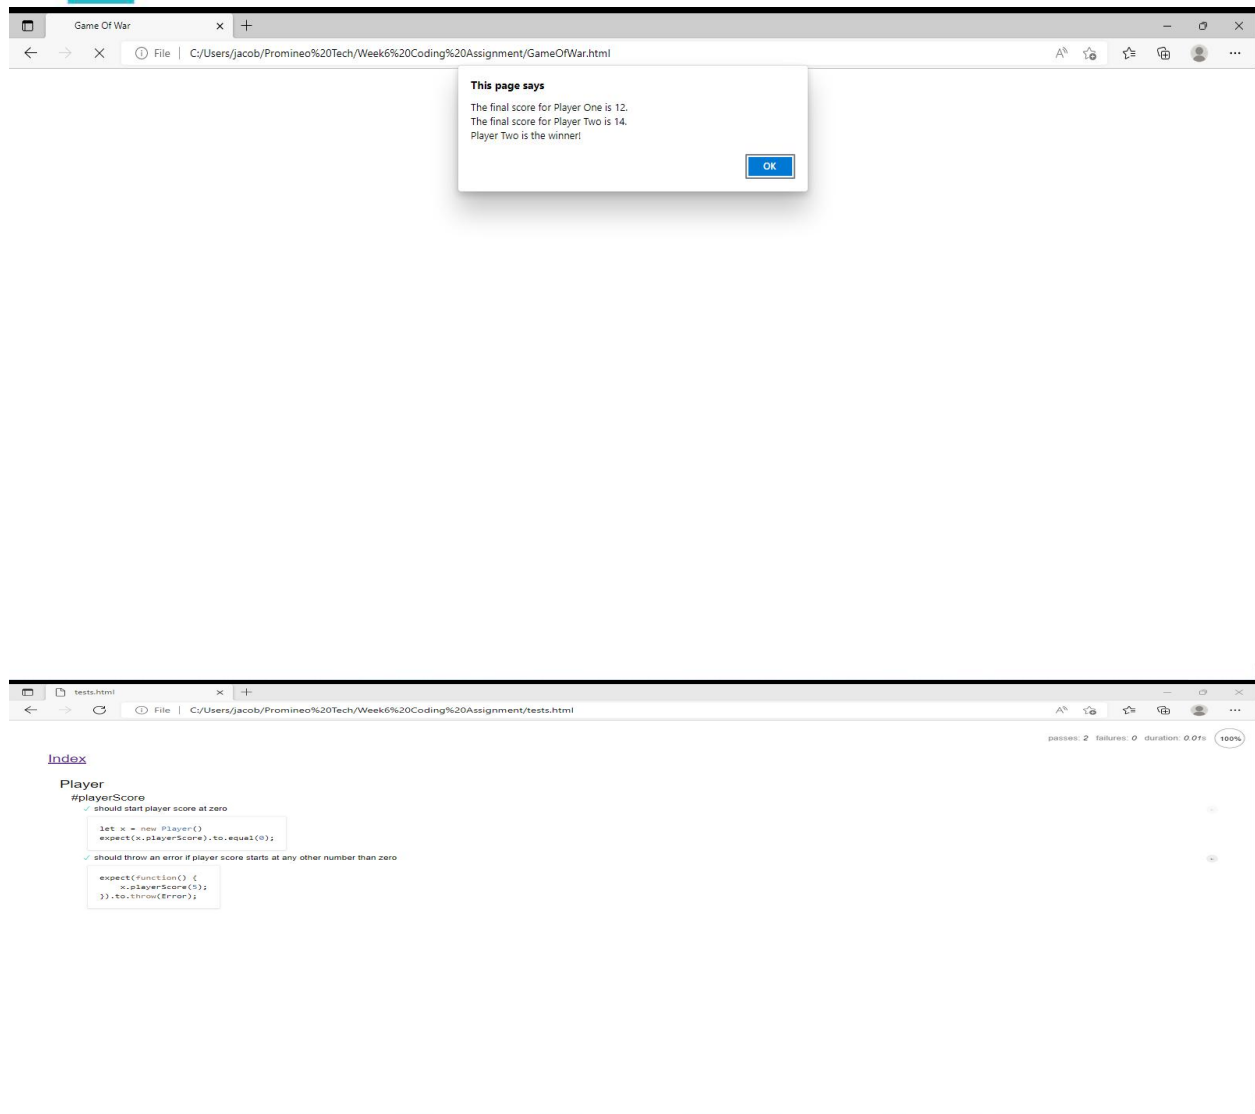 Game Of War
File | C:/Users/jacob/Promineo%20Tech/Week6%20Coding%20Assignment/GameOfWar.html
This page says
The final score for Player One is 12.
The final score for Player Two is 14.
Player Two is the winner!
OK
tests.html
File | C:/Users/jacob/Promineo%20Tech/Week6%20Coding%20Assignment/tests.html
passes: 2 failures: 0 duration: 0.01s 100%
Index
Player
#playerScore
✓ should start player score at zero
let x = new Player()
expect(x.playerScore).to.equal(0);
✓ should throw an error if player score starts at any other number than zero
expect(function() {
x.playerScore(5);
}).to.throw(Error);